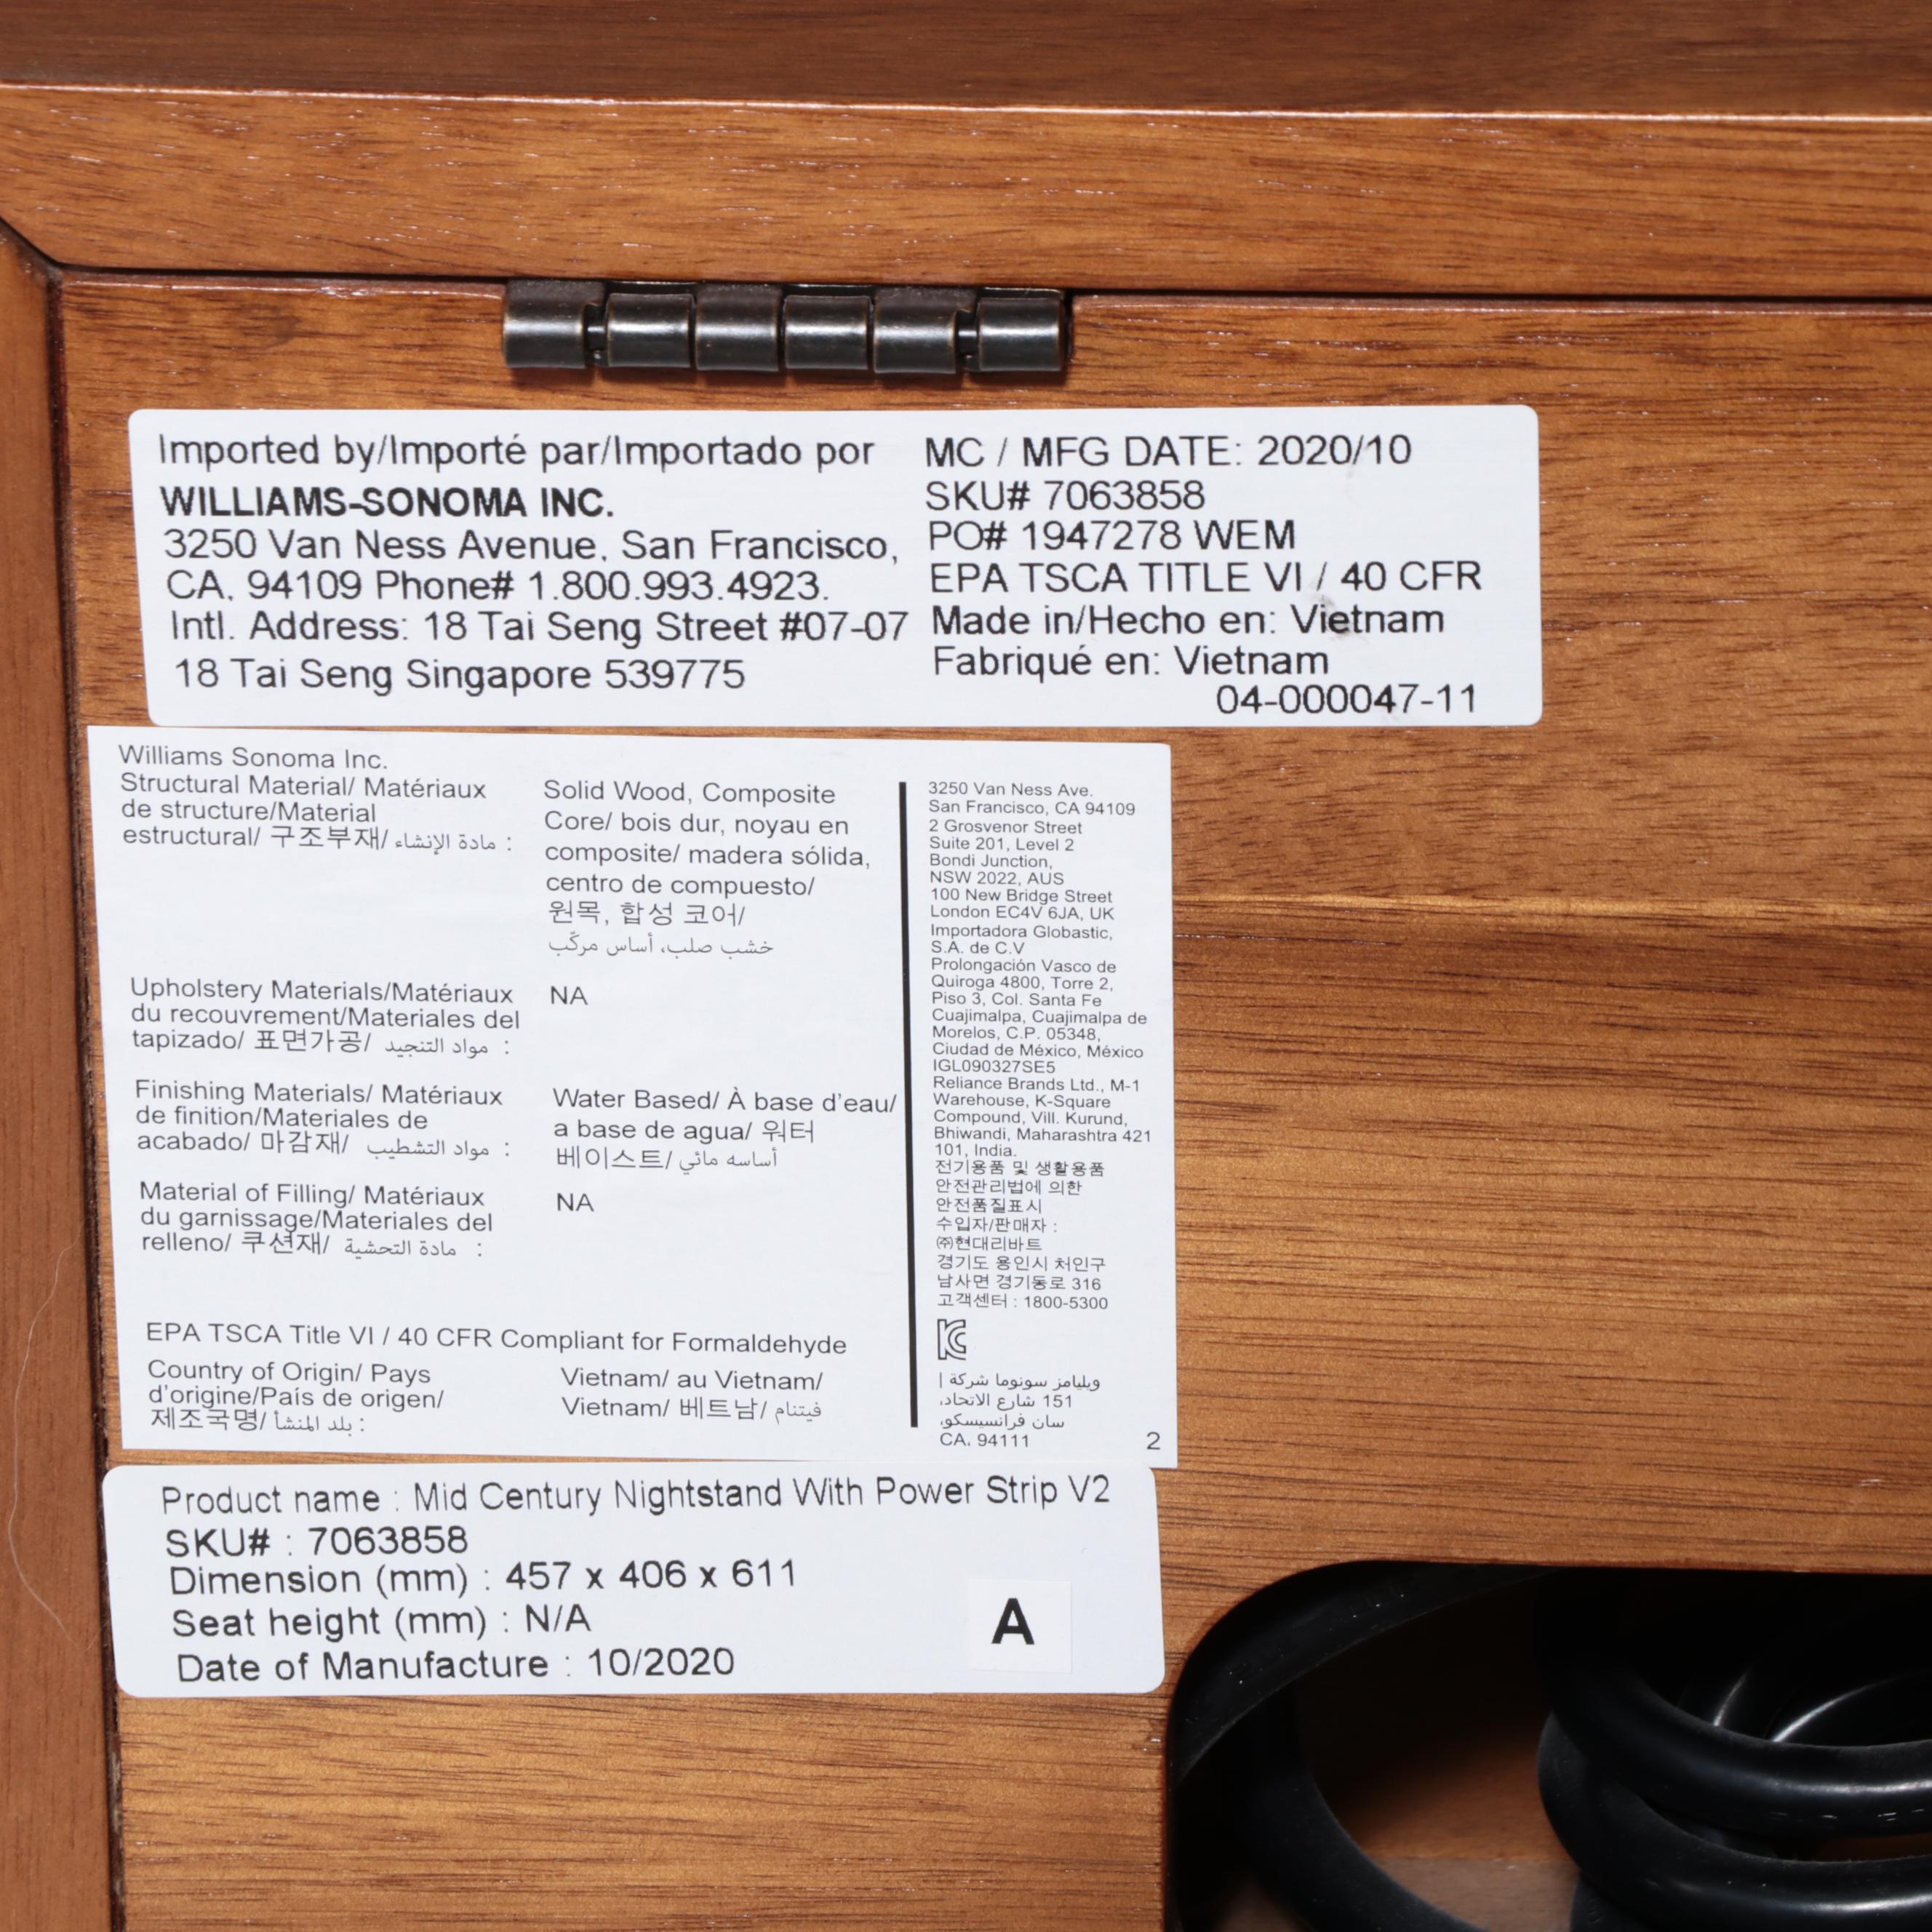 Imported by/Importé par/Importado por
WILLIAMS-SONOMA INC.
3250 Van Ness Avenue, San Francisco,
CA, 94109 Phone# 1.800.993.4923.
Intl. Address: 18 Tai Seng Street #07-07
18 Tai Seng Singapore 539775
MC / MFG DATE: 2020/10
SKU# 7063858
PO# 1947278 WEM
EPA TSCA TITLE VI / 40 CFR
Made in/Hecho en: Vietnam
Fabriqué en: Vietnam
04-000047-11
Williams Sonoma Inc.
Structural Material/ Matériaux
de structure/Material
estructural/ 구조부재/ مادة الإنشاء :
Solid Wood, Composite
Core/ bois dur, noyau en
composite/ madera sólida,
centro de compuesto/
원목, 합성 코어/
خشب صلب، أساس مركّب
Upholstery Materials/Matériaux
du recouvrement/Materiales del
tapizado/ 표면가공/ مواد التنجيد :
NA
Finishing Materials/ Matériaux
de finition/Materiales de
acabado/ 마감재/ مواد التشطيب :
Water Based/ À base d'eau/
a base de agua/ 워터
베이스트/ أساسه مائي
Material of Filling/ Matériaux
du garnissage/Materiales del
relleno/ 쿠션재/ مادة التحشية :
NA
EPA TSCA Title VI / 40 CFR Compliant for Formaldehyde
Country of Origin/ Pays
d'origine/País de origen/
제조국명/ بلد المنشأ :
Vietnam/ au Vietnam/
Vietnam/ 베트남/ فيتنام
3250 Van Ness Ave.
San Francisco, CA 94109
2 Grosvenor Street
Suite 201, Level 2
Bondi Junction,
NSW 2022, AUS
100 New Bridge Street
London EC4V 6JA, UK
Importadora Globastic,
S.A. de C.V
Prolongación Vasco de
Quiroga 4800, Torre 2,
Piso 3, Col. Santa Fe
Cuajimalpa, Cuajimalpa de
Morelos, C.P. 05348,
Ciudad de México, México
IGL090327SE5
Reliance Brands Ltd., M-1
Warehouse, K-Square
Compound, Vill. Kurund,
Bhiwandi, Maharashtra 421
101, India.
전기용품 및 생활용품
안전관리법에 의한
안전품질표시
수입자/판매자 :
㈜현대리바트
경기도 용인시 처인구
남사면 경기동로 316
고객센터 : 1800-5300
KC
ويليامز سونوما شركة |
151 شارع الاتحاد،
سان فرانسيسكو،
CA، 94111
2
Product name : Mid Century Nightstand With Power Strip V2
SKU# : 7063858
Dimension (mm) : 457 x 406 x 611
Seat height (mm) : N/A
Date of Manufacture : 10/2020
A